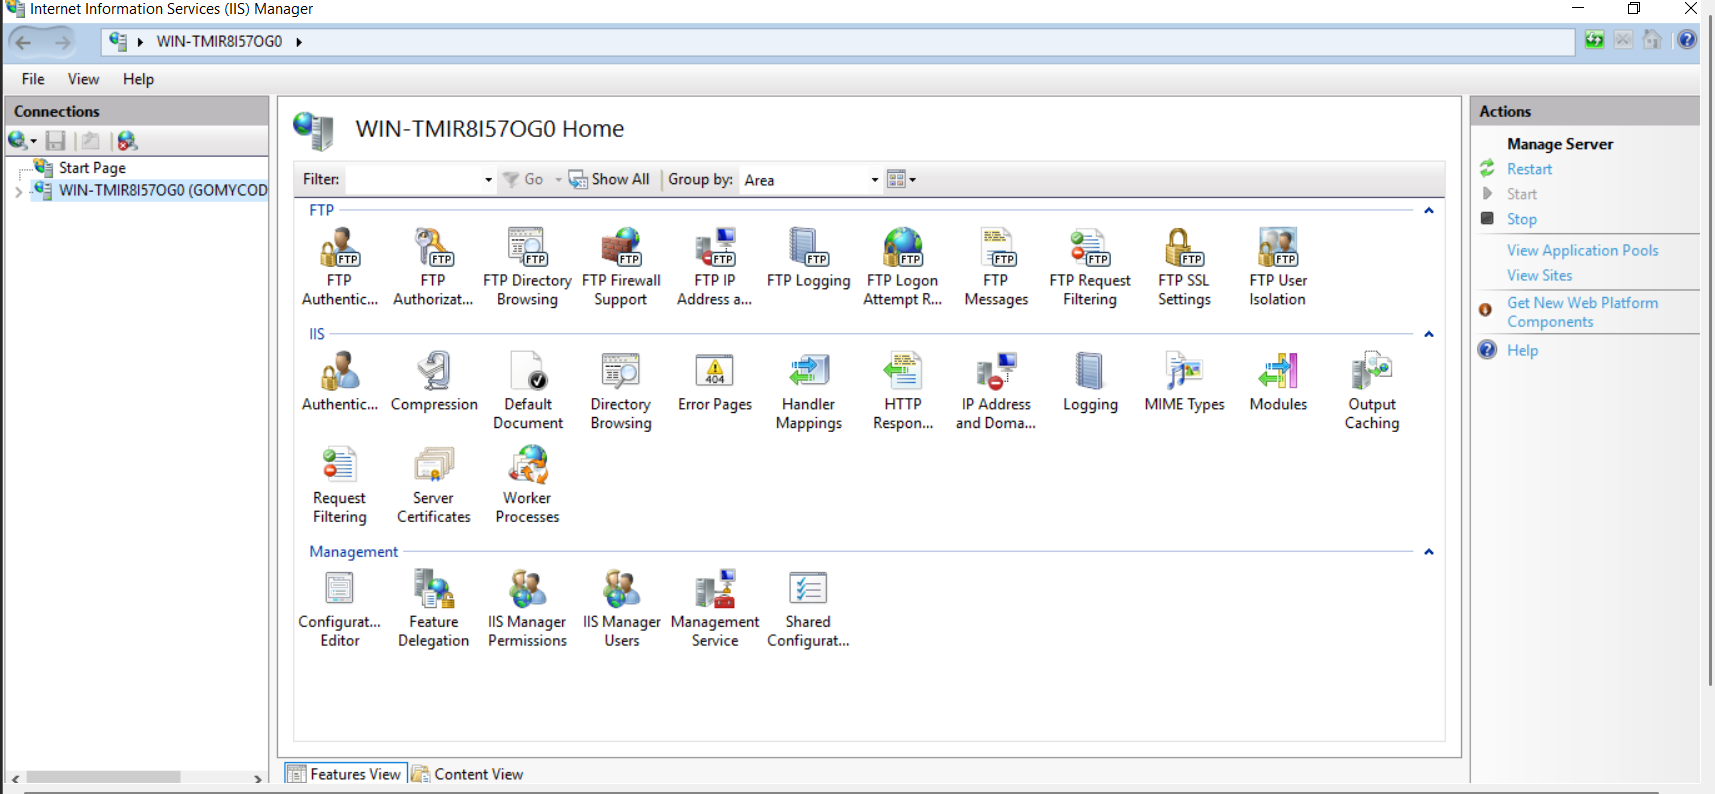 Internet Information Services (IIS) Manager
WIN-TMIR8I57OG0
File View Help
Connections
Start Page
WIN-TMIR8I57OG0 (GOMYCOD
WIN-TMIR8I57OG0 Home
Filter: Go Show All Group by: Area
FTP
FTP Authentic...
FTP Authorizat...
FTP Directory Browsing
FTP Firewall Support
FTP IP Address a...
FTP Logging
FTP Logon Attempt R...
FTP Messages
FTP Request Filtering
FTP SSL Settings
FTP User Isolation
IIS
Authentic...
Compression
Default Document
Directory Browsing
404
Error Pages
Handler Mappings
HTTP Respon...
IP Address and Doma...
Logging
MIME Types
Modules
Output Caching
Request Filtering
Server Certificates
Worker Processes
Management
Configurat... Editor
Feature Delegation
IIS Manager Permissions
IIS Manager Users
Management Service
Shared Configurat...
Features View
Content View
Actions
Manage Server
Restart
Start
Stop
View Application Pools
View Sites
Get New Web Platform
Components
Help